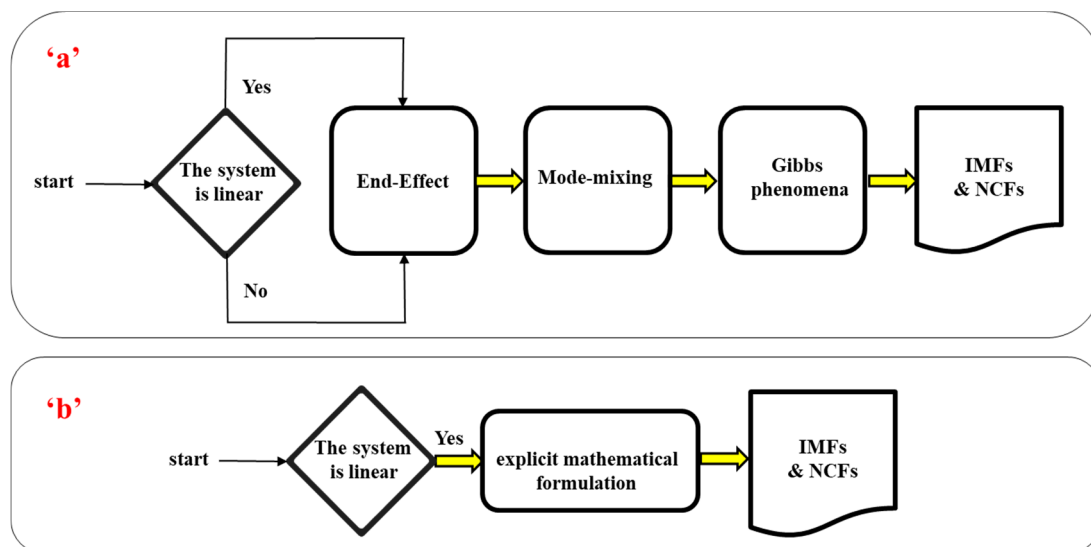 ‘a’
Yes
start
The system
is linear
End-Effect
Mode-mixing
Gibbs
phenomena
IMFs
& NCFs
No
‘b’
start
The system
is linear
Yes
explicit mathematical
formulation
IMFs
& NCFs